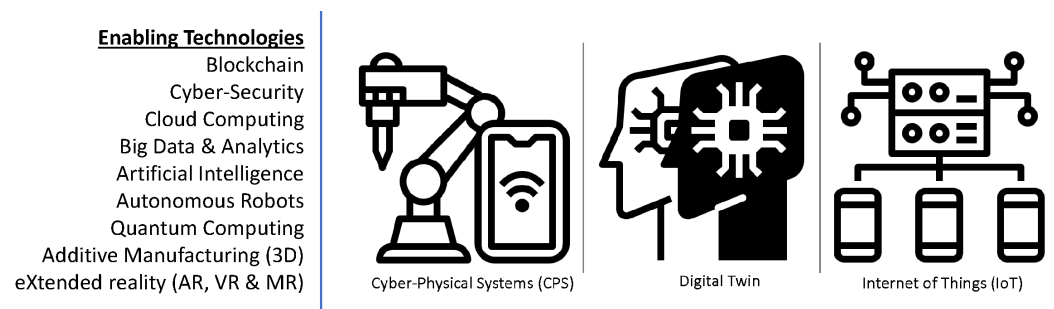 Enabling Technologies
Blockchain
Cyber-Security
Cloud Computing
Big Data & Analytics
Artificial Intelligence
Autonomous Robots
Quantum Computing
Additive Manufacturing (3D)
eXtended reality (AR, VR & MR)
Cyber-Physical Systems (CPS)
Digital Twin
Internet of Things (IoT)